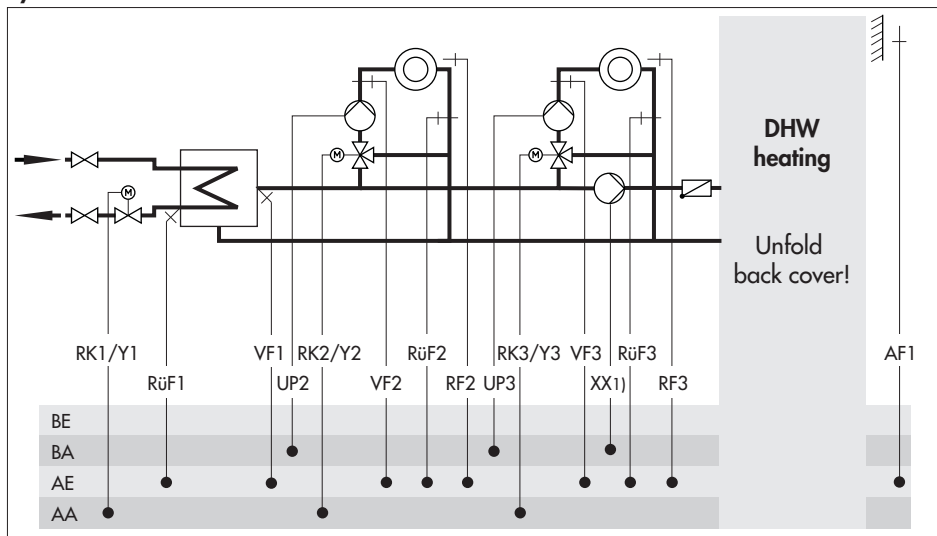 M
M
M
DHW
heating
Unfold
back cover!
RK1/Y1
VF1
RK2/Y2
RüF2
RK3/Y3
VF3
RüF3
AF1
RüF1
UP2
VF2
RF2
UP3
XX1)
RF3
BE
BA
AE
AA